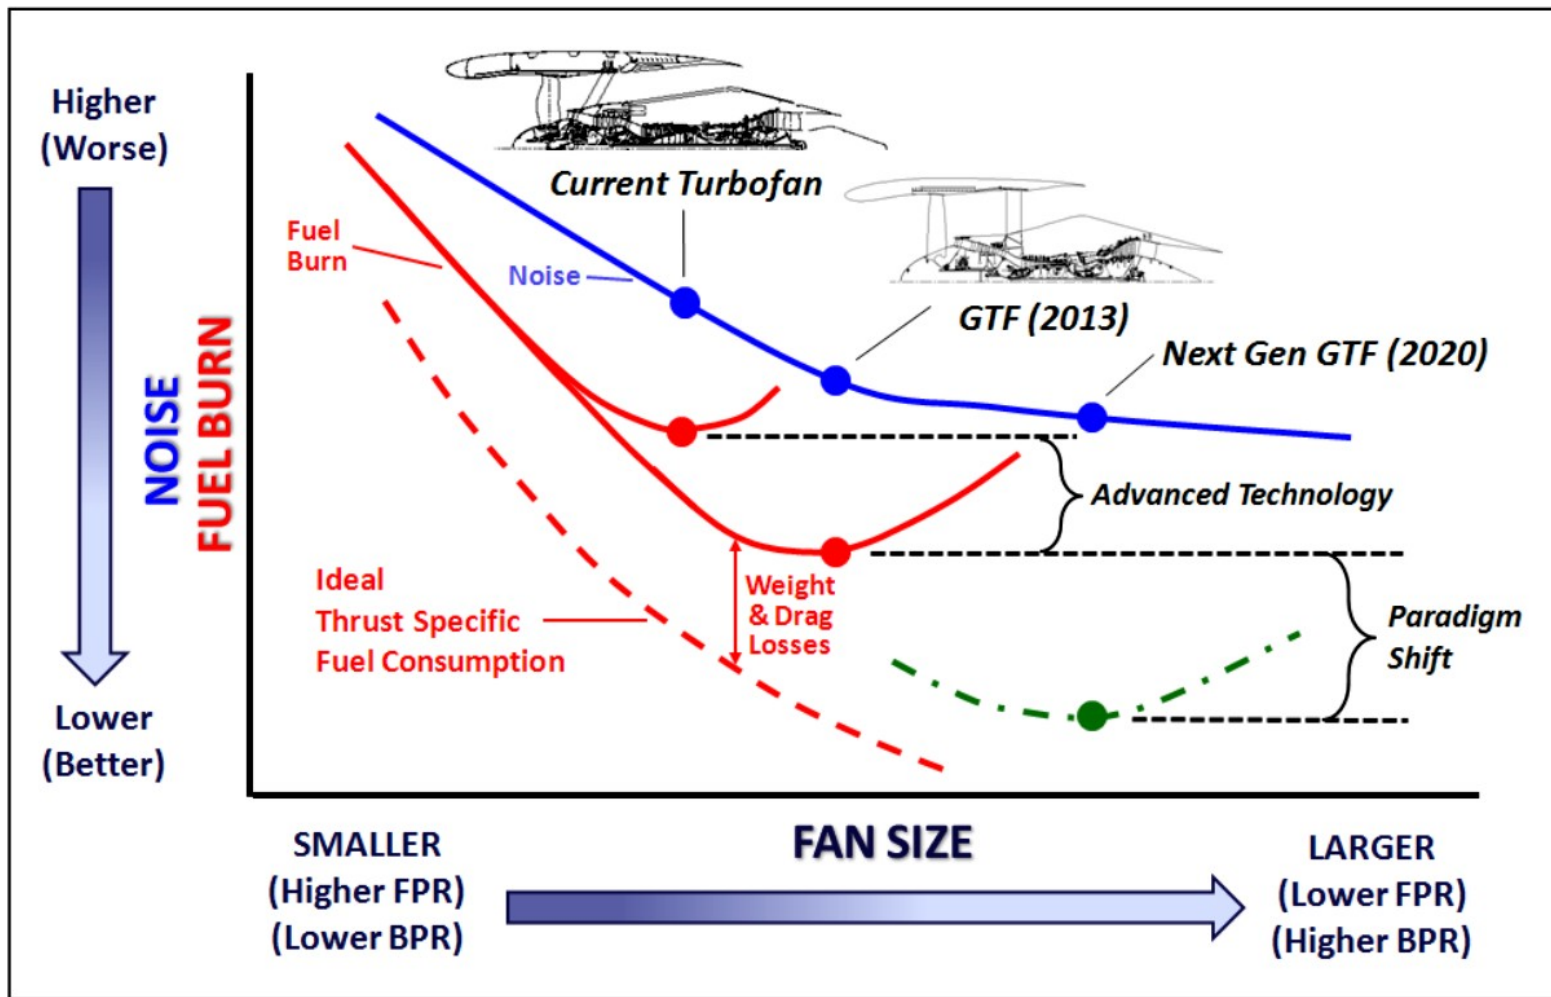 Higher
(Worse)
Lower
(Better)
NOISE
FUEL BURN
Current Turbofan
Fuel
Burn
Noise
GTF (2013)
Next Gen GTF (2020)
Advanced Technology
Ideal
Thrust Specific
Fuel Consumption
Weight
& Drag
Losses
Paradigm
Shift
SMALLER
(Higher FPR)
(Lower BPR)
FAN SIZE
LARGER
(Lower FPR)
(Higher BPR)